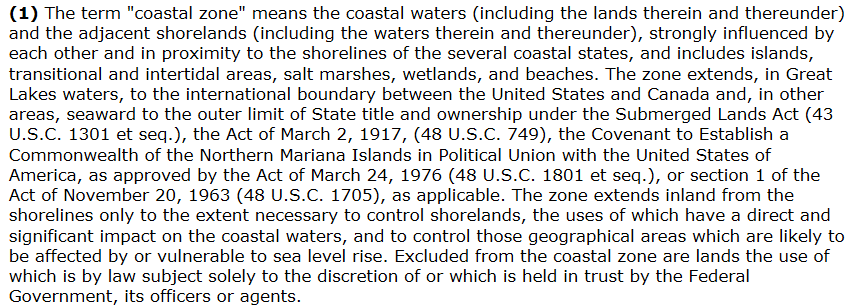 (1) The term "coastal zone" means the coastal waters (including the lands therein and thereunder)
and the adjacent shorelands (including the waters therein and thereunder), strongly influenced by
each other and in proximity to the shorelines of the several coastal states, and includes islands,
transitional and intertidal areas, salt marshes, wetlands, and beaches. The zone extends, in Great
Lakes waters, to the international boundary between the United States and Canada and, in other
areas, seaward to the outer limit of State title and ownership under the Submerged Lands Act (43
U.S.C. 1301 et seq.), the Act of March 2, 1917, (48 U.S.C. 749), the Covenant to Establish a
Commonwealth of the Northern Mariana Islands in Political Union with the United States of
America, as approved by the Act of March 24, 1976 (48 U.S.C. 1801 et seq.), or section 1 of the
Act of November 20, 1963 (48 U.S.C. 1705), as applicable. The zone extends inland from the
shorelines only to the extent necessary to control shorelands, the uses of which have a direct and
significant impact on the coastal waters, and to control those geographical areas which are likely to
be affected by or vulnerable to sea level rise. Excluded from the coastal zone are lands the use of
which is by law subject solely to the discretion of or which is held in trust by the Federal
Government, its officers or agents.